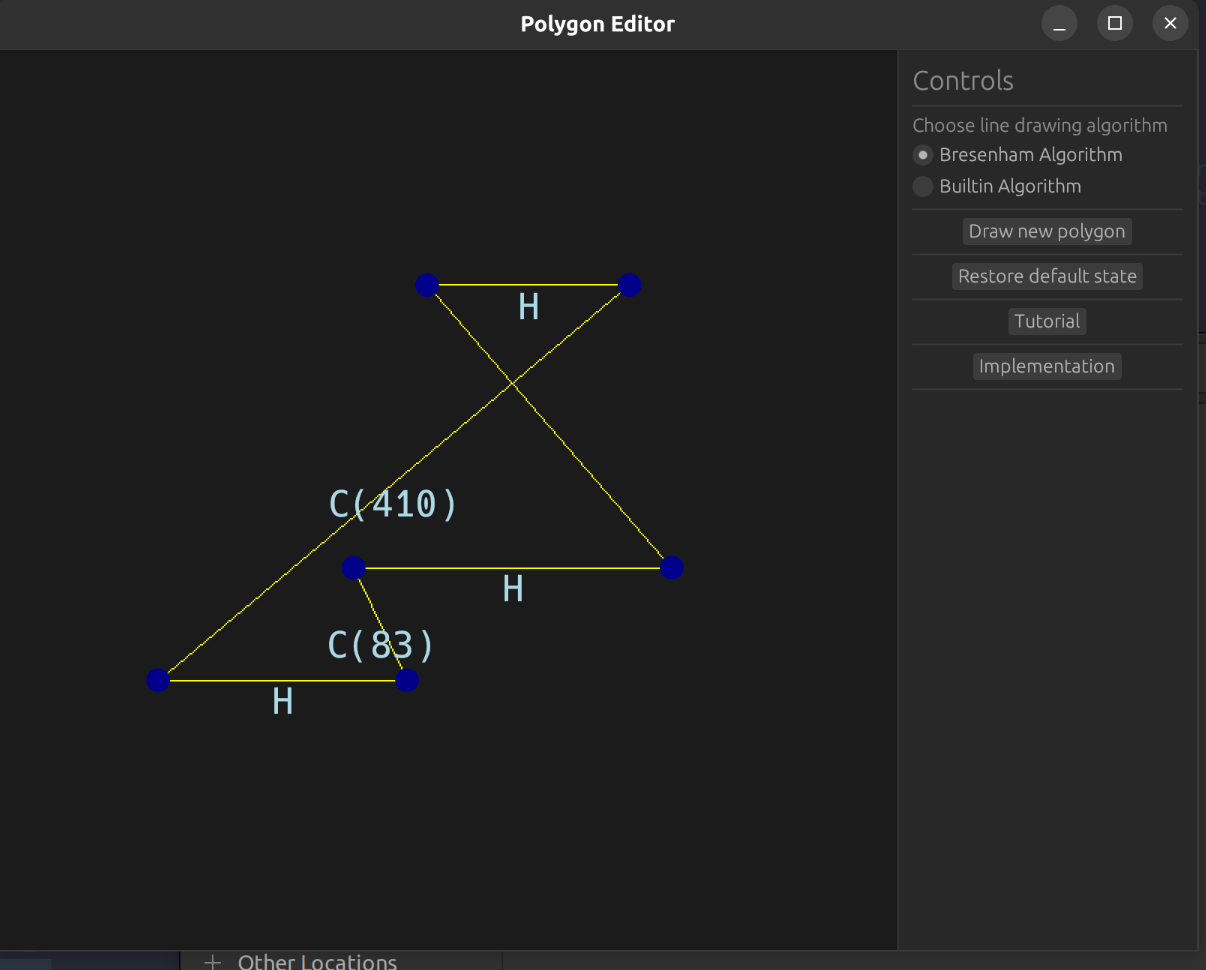 Polygon Editor
Controls
Choose line drawing algorithm
Bresenham Algorithm
Builtin Algorithm
Draw new polygon
Restore default state
Tutorial
Implementation
H
C(410)
H
C(83)
H
Other Locations